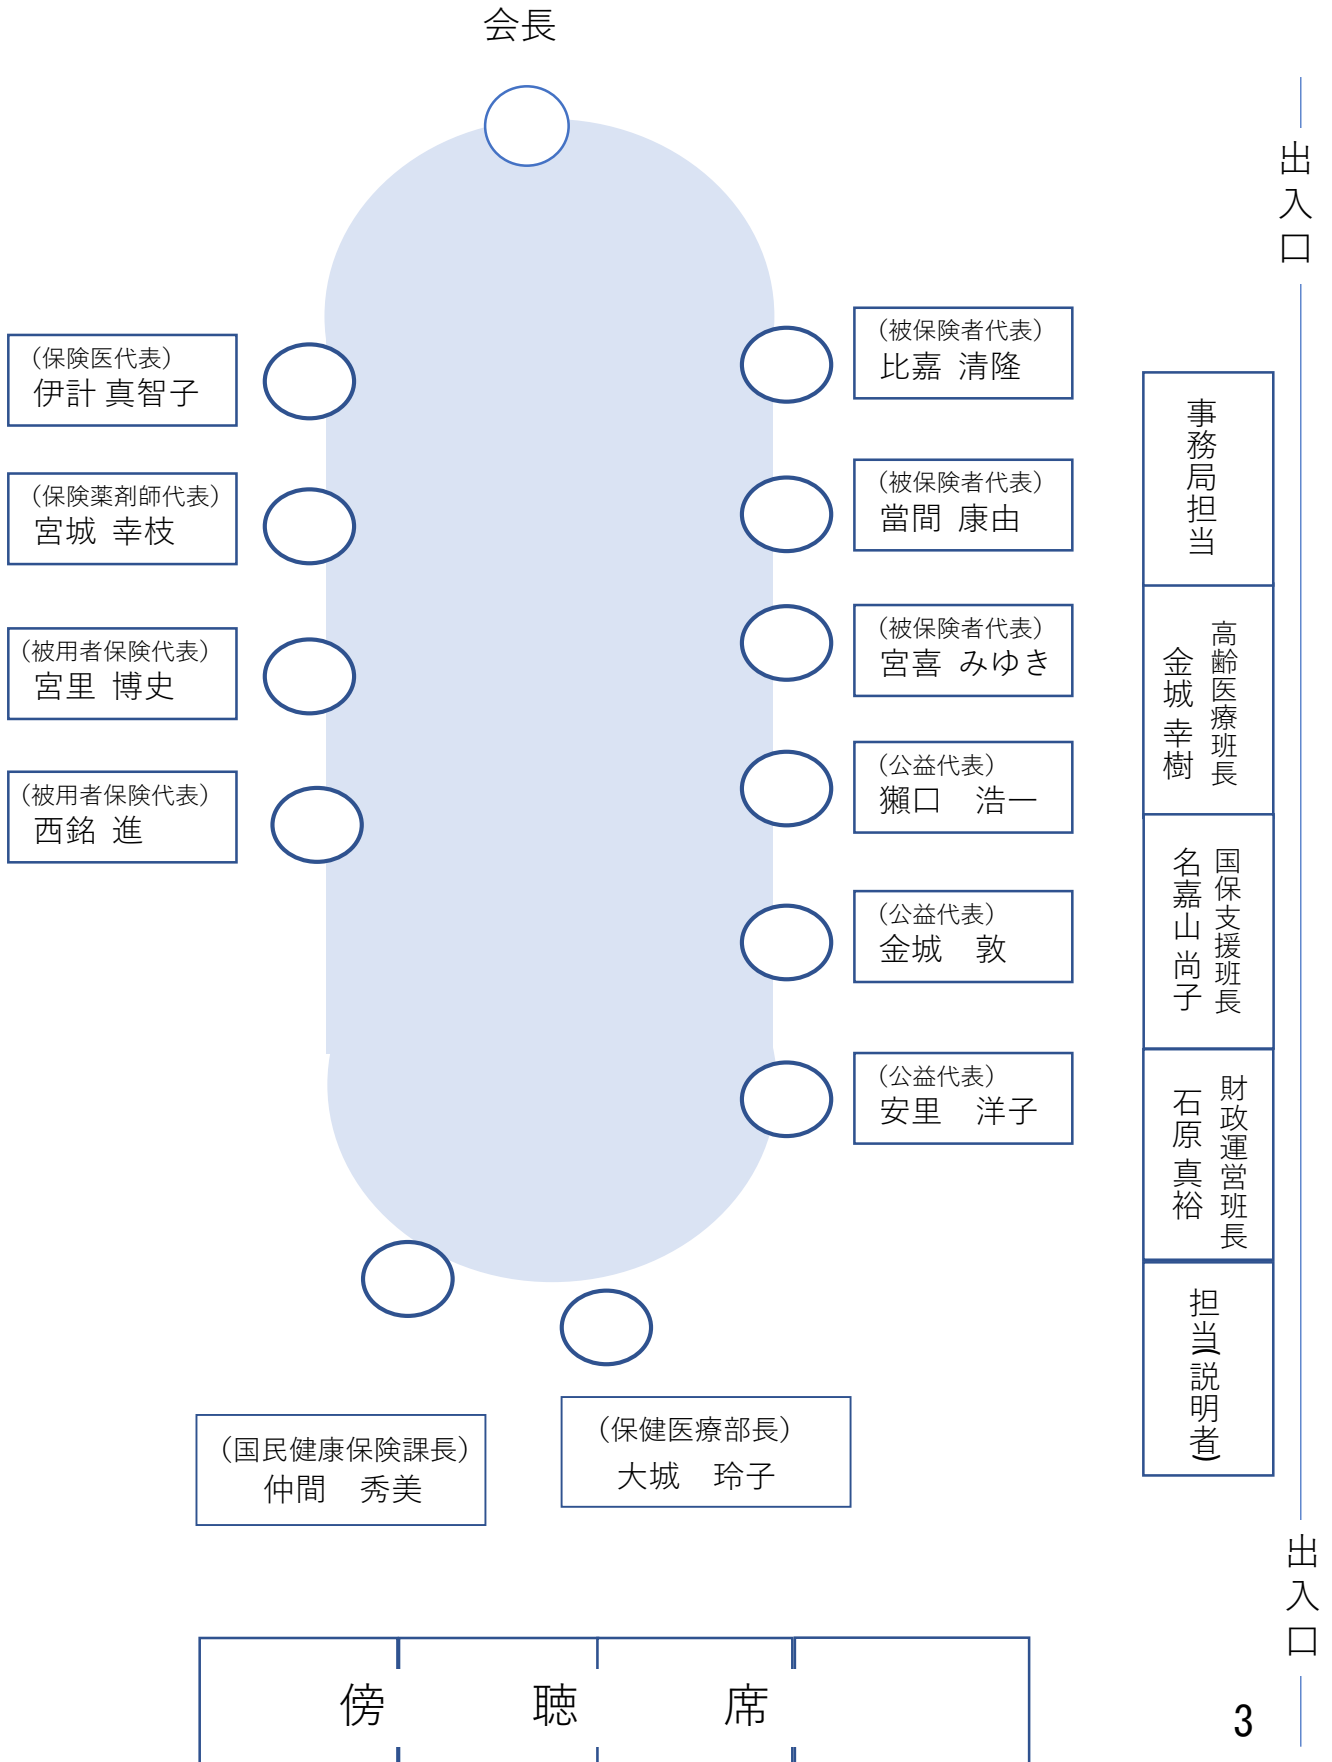 会長
出入口
(保険医代表)
伊計 真智子
(保険薬剤師代表)
宮城 幸枝
(被用者保険代表)
宮里 博史
(被用者保険代表)
西銘 進
(被保険者代表)
比嘉 清隆
(被保険者代表)
當間 康由
(被保険者代表)
宮喜 みゆき
(公益代表)
獺口 浩一
(公益代表)
金城 敦
(公益代表)
安里 洋子
事務局担当
高齢医療班長
金城 幸樹
国保支援班長
名嘉山 尚子
財政運営班長
石原 真裕
担当(説明者)
(国民健康保険課長)
仲間 秀美
(保健医療部長)
大城 玲子
出入口
傍聴席
3